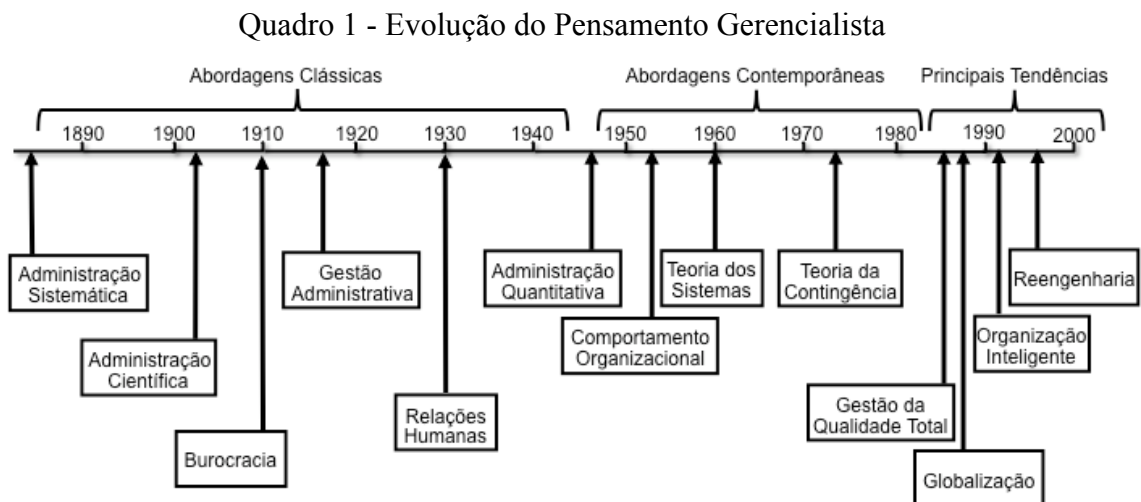 Quadro 1 - Evolução do Pensamento Gerencialista
Abordagens Clássicas
Abordagens Contemporâneas
Principais Tendências
1890 1900 1910 1920 1930 1940 1950 1960 1970 1980 1990 2000
Administração
Sistemática
Administração
Científica
Burocracia
Gestão
Administrativa
Relações
Humanas
Administração
Quantitativa
Comportamento
Organizacional
Teoria dos
Sistemas
Teoria da
Contingência
Gestão da
Qualidade Total
Globalização
Organização
Inteligente
Reengenharia